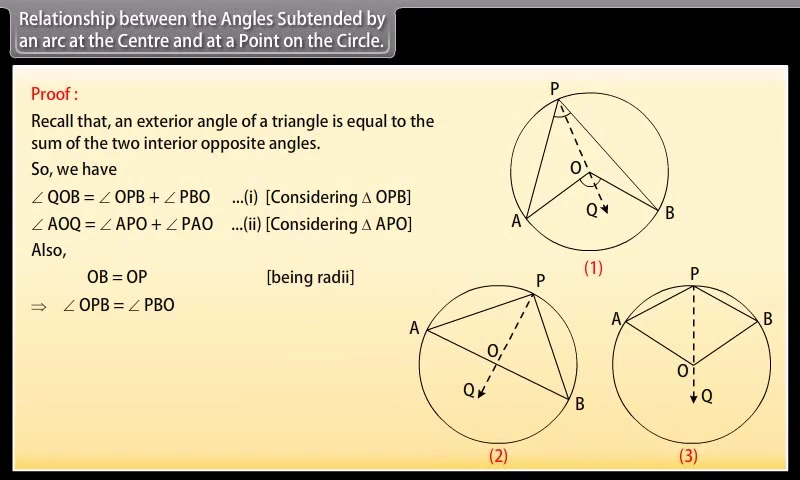 Relationship between the Angles Subtended by
an arc at the Centre and at a Point on the Circle.
Proof :
Recall that, an exterior angle of a triangle is equal to the
sum of the two interior opposite angles.
So, we have
∠ QOB = ∠ OPB + ∠ PBO ...(i) [Considering Δ OPB]
∠ AOQ = ∠ APO + ∠ PAO ...(ii) [Considering Δ APO]
Also,
OB = OP [being radii]
⇒ ∠ OPB = ∠ PBO
P
O
Q
A
B
(1)
P
A
O
Q
B
(2)
P
A
B
O
Q
(3)